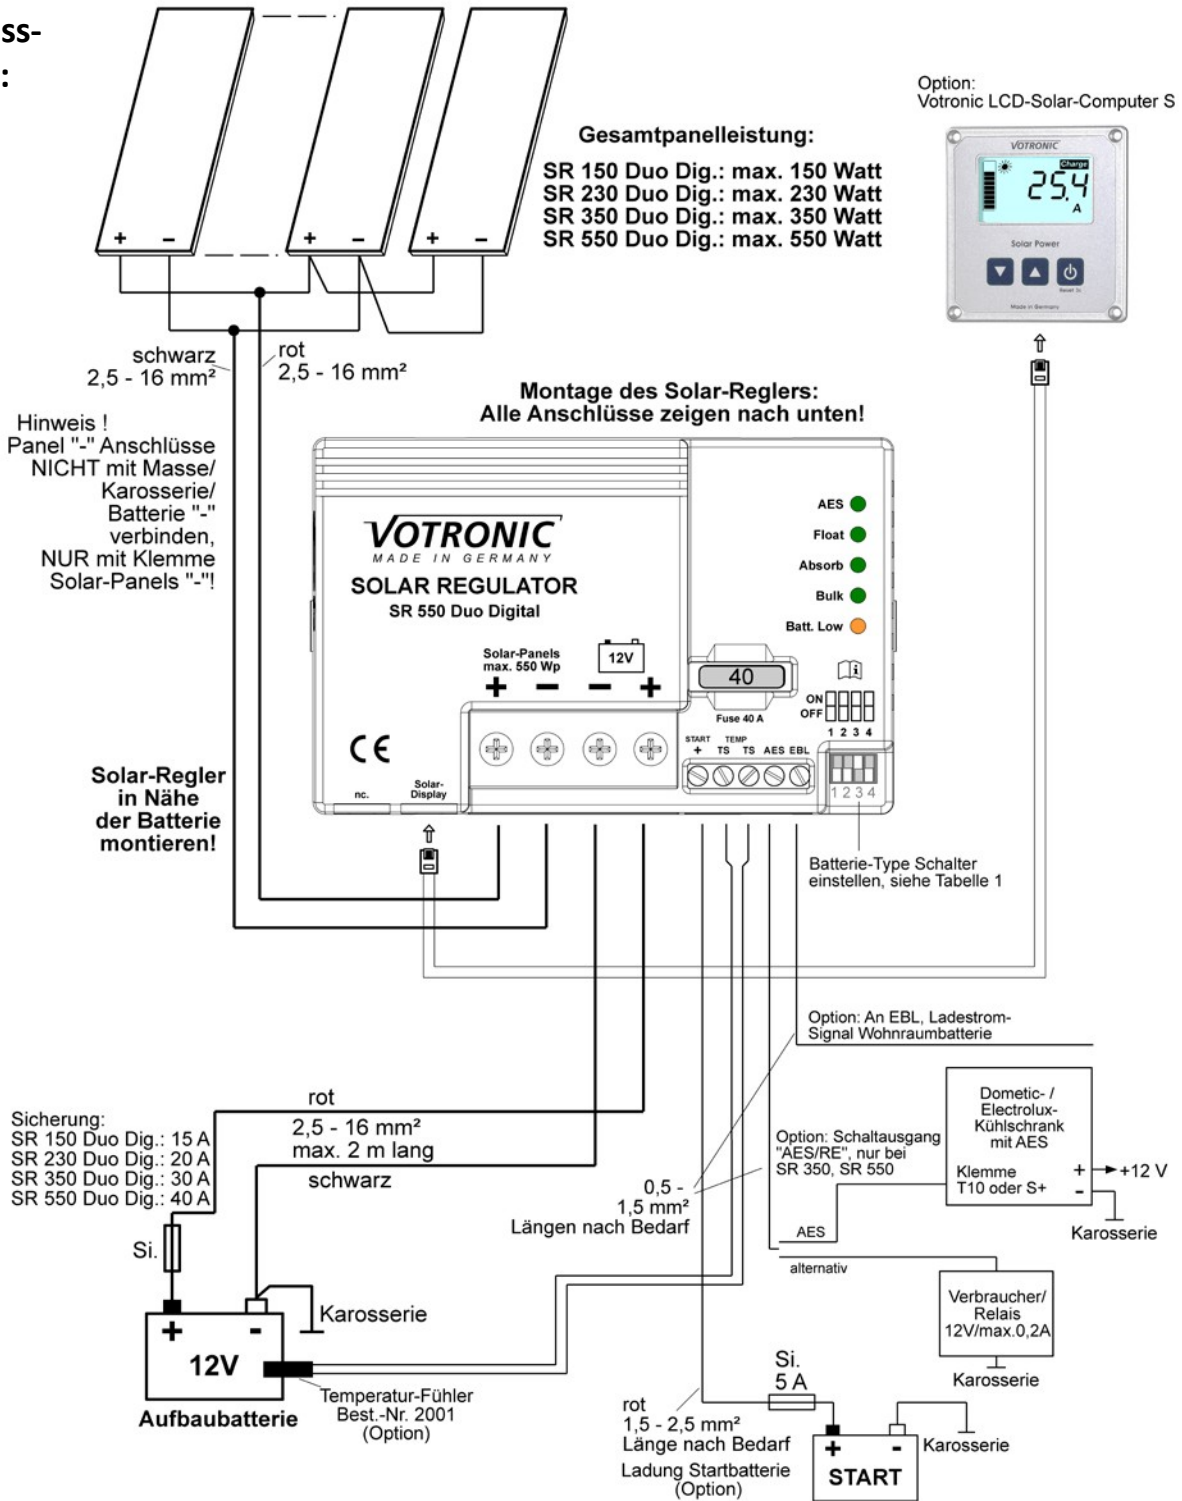 ss-
:
+ - + - + -
Option:
Votronic LCD-Solar-Computer S
VOTRONIC
Charge
25,4
A
Solar Power
Reset 3s
Made in Germany
Gesamtpanelleistung:
SR 150 Duo Dig.: max. 150 Watt
SR 230 Duo Dig.: max. 230 Watt
SR 350 Duo Dig.: max. 350 Watt
SR 550 Duo Dig.: max. 550 Watt
schwarz
2,5 - 16 mm²
rot
2,5 - 16 mm²
Hinweis !
Panel "-" Anschlüsse
NICHT mit Masse/
Karosserie/
Batterie "-"
verbinden,
NUR mit Klemme
Solar-Panels "-"!
Montage des Solar-Reglers:
Alle Anschlüsse zeigen nach unten!
VOTRONIC
MADE IN GERMANY
SOLAR REGULATOR
SR 550 Duo Digital
AES
Float
Absorb
Bulk
Batt. Low
Solar-Panels
max. 550 Wp
12V
+ - - +
40
Fuse 40 A
i
ON
OFF
1 2 3 4
START
+
TEMP
TS TS AES EBL
1 2 3 4
CE
nc.
Solar-
Display
Solar-Regler
in Nähe
der Batterie
montieren!
Batterie-Type Schalter
einstellen, siehe Tabelle 1
Option: An EBL, Ladestrom-
Signal Wohnraumbatterie
Sicherung:
SR 150 Duo Dig.: 15 A
SR 230 Duo Dig.: 20 A
SR 350 Duo Dig.: 30 A
SR 550 Duo Dig.: 40 A
rot
2,5 - 16 mm²
max. 2 m lang
schwarz
0,5 -
1,5 mm²
Längen nach Bedarf
Option: Schaltausgang
"AES/RE", nur bei
SR 350, SR 550
Dometic- /
Electrolux-
Kühlschrank
mit AES
Klemme
T10 oder S+
+
-
+12 V
Karosserie
AES
alternativ
Verbraucher/
Relais
12V/max.0,2A
Karosserie
Si.
+ -
12V
Karosserie
Aufbaubatterie
Temperatur-Fühler
Best.-Nr. 2001
(Option)
Si.
5 A
rot
1,5 - 2,5 mm²
Länge nach Bedarf
Ladung Startbatterie
(Option)
+ -
START
Karosserie